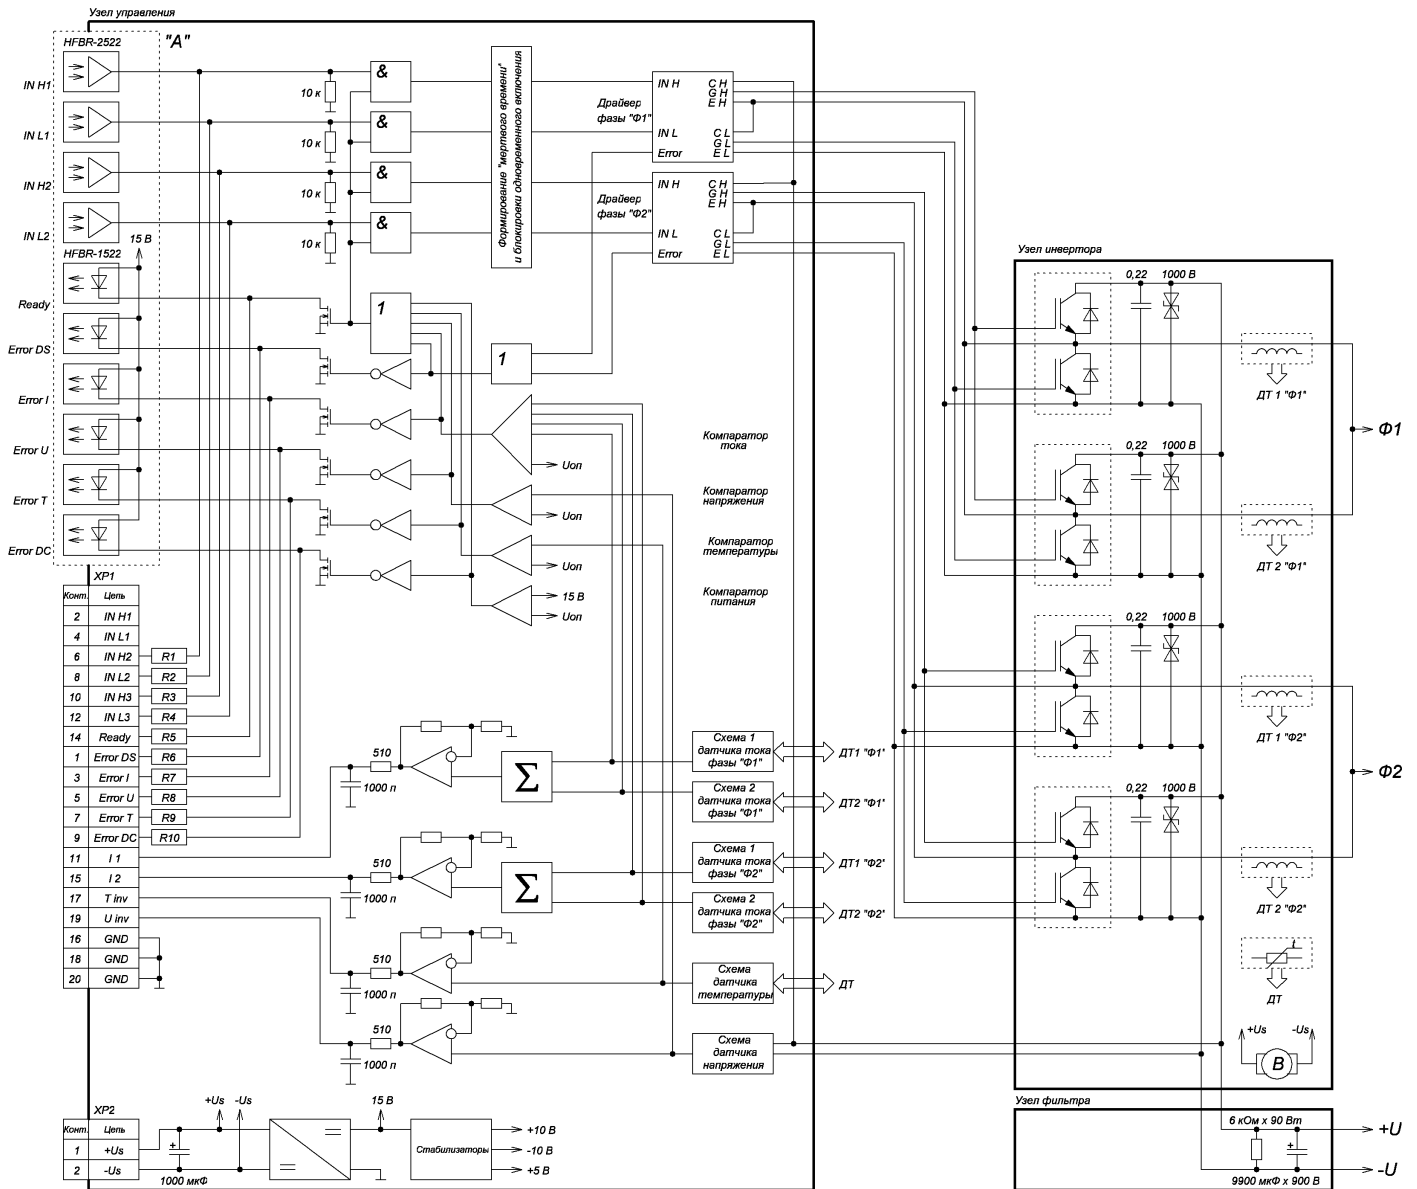 Узел управления
HFBR-2522
"А"
IN H1
IN L1
IN H2
IN L2
15 В
HFBR-1522
Ready
Error DS
Error I
Error U
Error T
Error DC
10 к
10 к
10 к
10 к
&
&
&
&
Формирование "мертвого времени"
и блокировки одновременного включения
Драйвер
фазы "Ф1"
IN H
IN L
Error
C H
G H
E H
C L
G L
E L
Драйвер
фазы "Ф2"
IN H
IN L
Error
C H
G H
E H
C L
G L
E L
1
1
Компаратор
тока
Uоп
Компаратор
напряжения
Uоп
Компаратор
температуры
Uоп
Компаратор
питания
15 В
Uоп
XP1
Конт. Цепь
2 IN H1
4 IN L1
6 IN H2 R1
8 IN L2 R2
10 IN H3 R3
12 IN L3 R4
14 Ready R5
1 Error DS R6
3 Error I R7
5 Error U R8
7 Error T R9
9 Error DC R10
11 I 1
15 I 2
17 T inv
19 U inv
16 GND
18 GND
20 GND
510
1000 п
Σ
510
1000 п
Σ
510
1000 п
510
1000 п
Схема 1
датчика тока
фазы "Ф1"
ДТ1 "Ф1"
Схема 2
датчика тока
фазы "Ф1"
ДТ2 "Ф1"
Схема 1
датчика тока
фазы "Ф2"
ДТ1 "Ф2"
Схема 2
датчика тока
фазы "Ф2"
ДТ2 "Ф2"
Схема
датчика
температуры
ДТ
Схема
датчика
напряжения
XP2
Конт. Цепь
1 +Us
2 -Us
+Us
-Us
1000 мкФ
15 В
Стабилизаторы
+10 В
-10 В
+5 В
Узел инвертора
0,22 1000 В
ДТ 1 "Ф1"
Ф1
0,22 1000 В
ДТ 2 "Ф1"
0,22 1000 В
ДТ 1 "Ф2"
Ф2
0,22 1000 В
ДТ 2 "Ф2"
t
ДТ
+Us
-Us
B
Узел фильтра
6 кОм х 90 Вт
+U
9900 мкФ х 900 В
-U